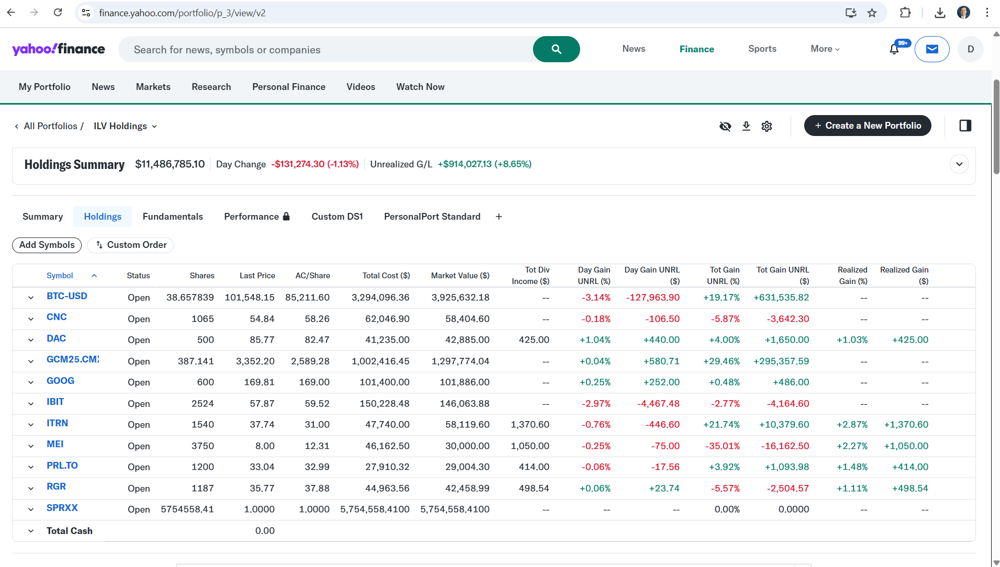 finance.yahoo.com/portfolio/p_3/view/v2
yahoo!finance
Search for news, symbols or companies
News Finance Sports More
99+
D
My Portfolio News Markets Research Personal Finance Videos Watch Now
All Portfolios / ILV Holdings
+ Create a New Portfolio
Holdings Summary $11,486,785.10 Day Change -$131,274.30 (-1.13%) Unrealized G/L +$914,027.13 (+8.65%)
Summary Holdings Fundamentals Performance Custom DS1 PersonalPort Standard +
Add Symbols Custom Order
Symbol Status Shares Last Price AC/Share Total Cost ($) Market Value ($) Tot Div Income ($) Day Gain UNRL (%) Day Gain UNRL ($) Tot Gain UNRL (%) Tot Gain UNRL ($) Realized Gain (%) Realized Gain ($)
BTC-USD Open 38.657839 101,548.15 85,211.60 3,294,096.36 3,925,632.18 -- -3.14% -127,963.90 +19.17% +631,535.82 -- --
CNC Open 1065 54.84 58.26 62,046.90 58,404.60 -- -0.18% -106.50 -5.87% -3,642.30 -- --
DAC Open 500 85.77 82.47 41,235.00 42,885.00 425.00 +1.04% +440.00 +4.00% +1,650.00 +1.03% +425.00
GCM25.CMX Open 387.141 3,352.20 2,589.28 1,002,416.45 1,297,774.04 -- +0.04% +580.71 +29.46% +295,357.59 -- --
GOOG Open 600 169.81 169.00 101,400.00 101,886.00 -- +0.25% +252.00 +0.48% +486.00 -- --
IBIT Open 2524 57.87 59.52 150,228.48 146,063.88 -- -2.97% -4,467.48 -2.77% -4,164.60 -- --
ITRN Open 1540 37.74 31.00 47,740.00 58,119.60 1,370.60 -0.76% -446.60 +21.74% +10,379.60 +2.87% +1,370.60
MEI Open 3750 8.00 12.31 46,162.50 30,000.00 1,050.00 -0.25% -75.00 -35.01% -16,162.50 +2.27% +1,050.00
PRL.TO Open 1200 33.04 32.99 27,910.32 29,004.30 414.00 -0.06% -17.56 +3.92% +1,093.98 +1.48% +414.00
RGR Open 1187 35.77 37.88 44,963.56 42,458.99 498.54 +0.06% +23.74 -5.57% -2,504.57 +1.11% +498.54
SPRXX Open 5754558.41 1.0000 1.0000 5,754,558.4100 5,754,558.4100 -- -- -- 0.00% 0.0000 -- --
Total Cash 0.00